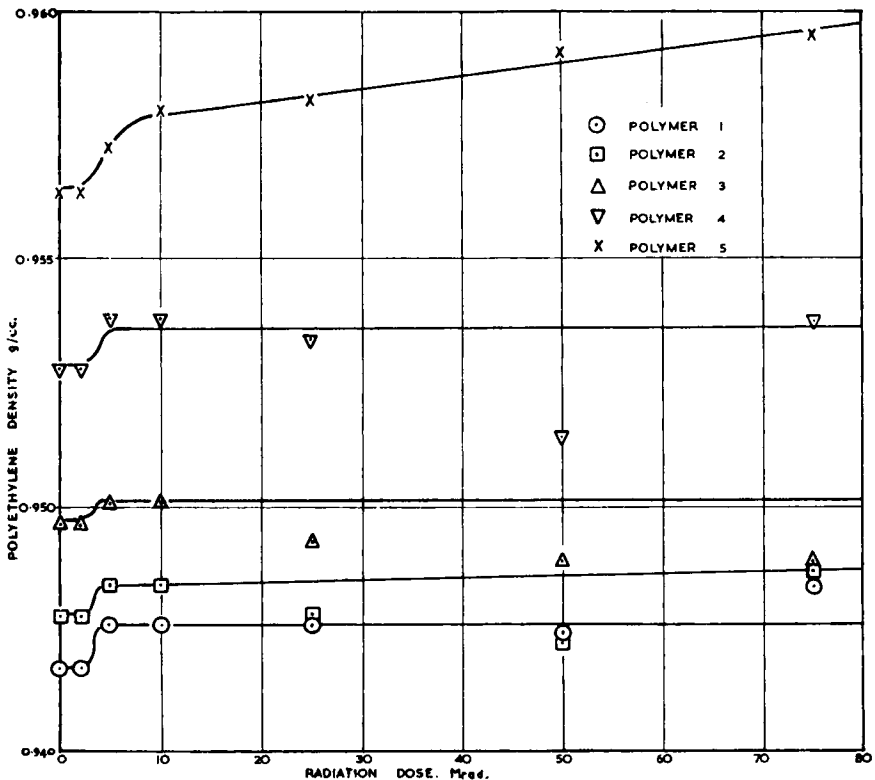 0.960
POLYMER 1
POLYMER 2
POLYMER 3
POLYMER 4
X POLYMER 5
0.955
POLYETHYLENE DENSITY g/cc.
0.950
0.940
0 10 20 30 40 50 60 70 80
RADIATION DOSE. Mrad.